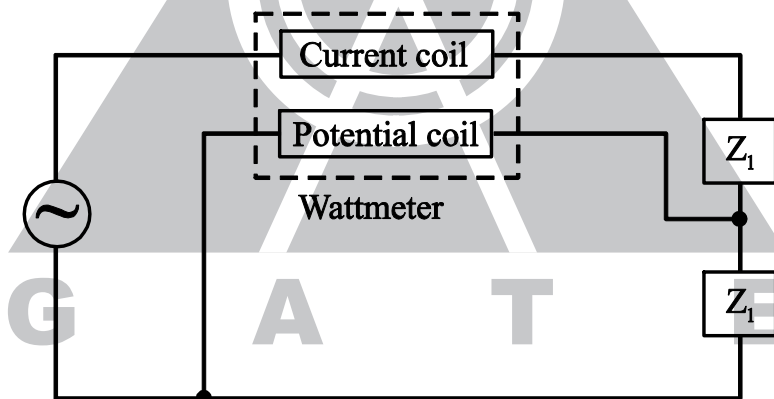 Current coil
Potential coil
Z1
Wattmeter
~
Z1
G A T E